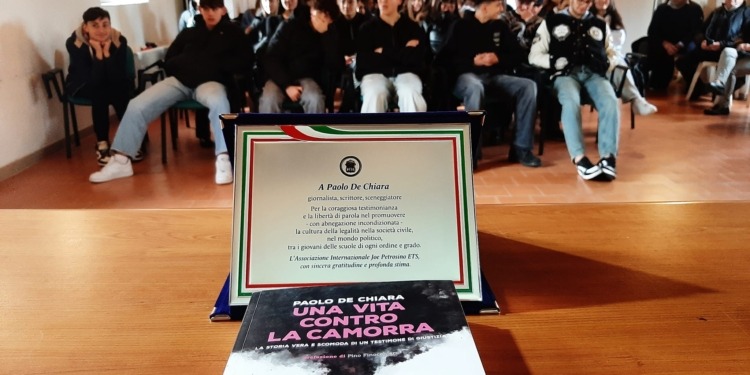 A Paolo De Chiara
giornalista, scrittore, sceneggiatore
Per la coraggiosa testimonianza
e la libertà di parola nel promuovere
- con abnegazione incondizionata -
la cultura della legalità nella società civile,
nel mondo politico,
tra i giovani delle scuole di ogni ordine e grado.
L'Associazione Internazionale Joe Petrosino ETS,
con sincera gratitudine e profonda stima.
PAOLO DE CHIARA
UNA VITA
CONTRO
LA CAMORRA
LA STORIA VERA E SCOMODA DI UN TESTIMONE DI GIUSTIZIA
di Pino